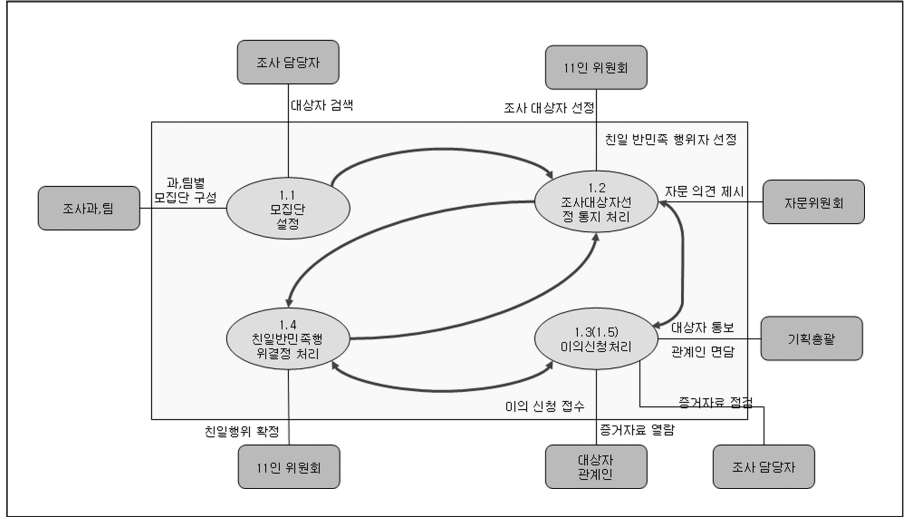 조사 담당자
11인 위원회
대상자 검색
조사 대상자 선정
친일 반민족 행위자 선정
과,팀별
모집단 구성
조사과,팀
1.1
모집단
설정
1.2
조사대상자선
정 통지 처리
자문 의견 제시
자문위원회
1.4
친일반민족행
위결정 처리
1.3(1.5)
이의신청처리
대상자 통보
관계인 면담
기획총괄
이의 신청 접수
증거자료 점검
친일행위 확정
증거자료 열람
11인 위원회
대상자
관계인
조사 담당자